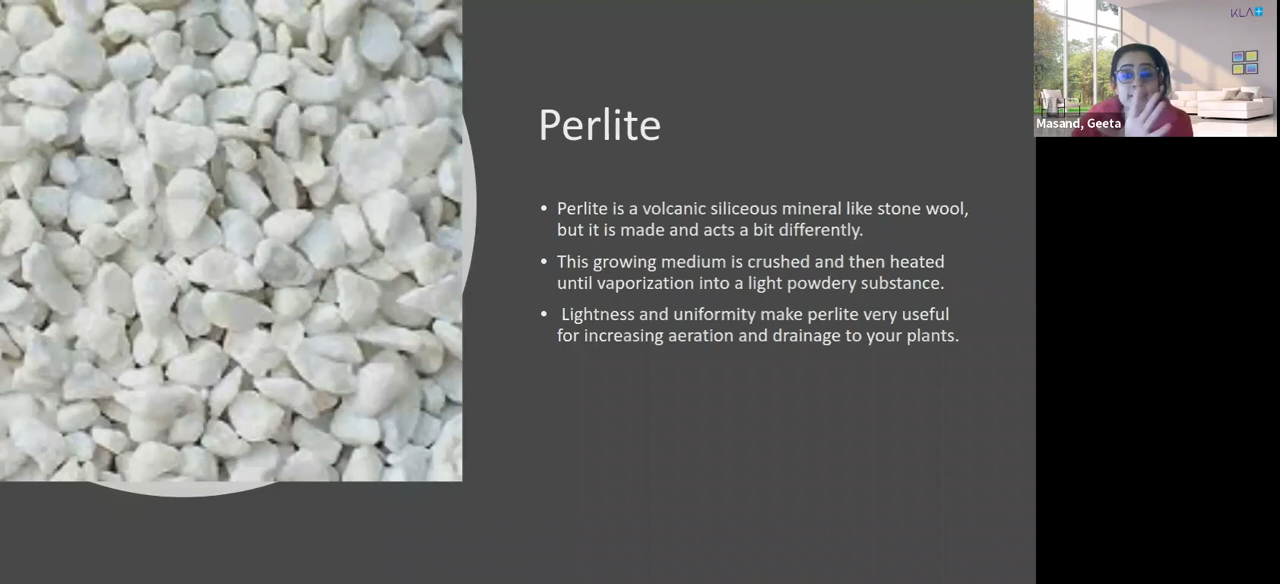 Perlite
• Perlite is a volcanic siliceous mineral like stone wool,
but it is made and acts a bit differently.
• This growing medium is crushed and then heated
until vaporization into a light powdery substance.
• Lightness and uniformity make perlite very useful
for increasing aeration and drainage to your plants.
KLA+
Masand, Geeta